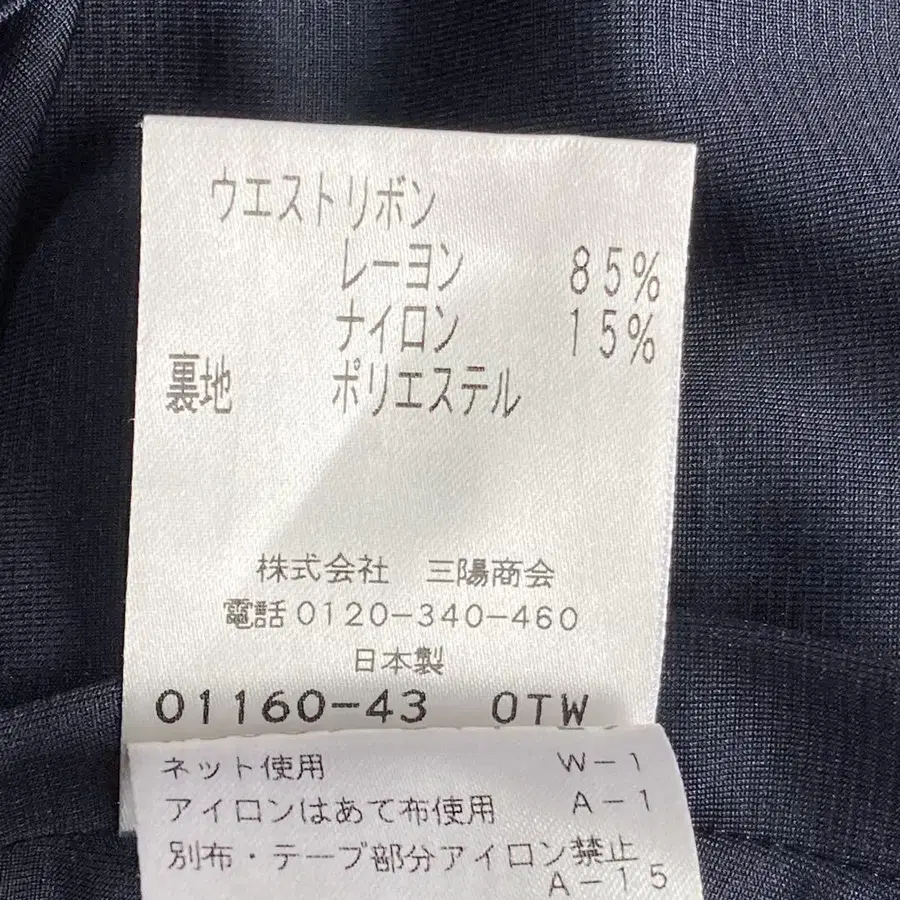 ウエストリボン
レーヨン 85%
ナイロン 15%
裏地 ポリエステル
株式会社 三陽商会
電話0120-340-460
日本製
01160-43 0TW
ネット使用 W-1
アイロンはあて布使用 A-1
別布・テープ部分アイロン禁止
A-15